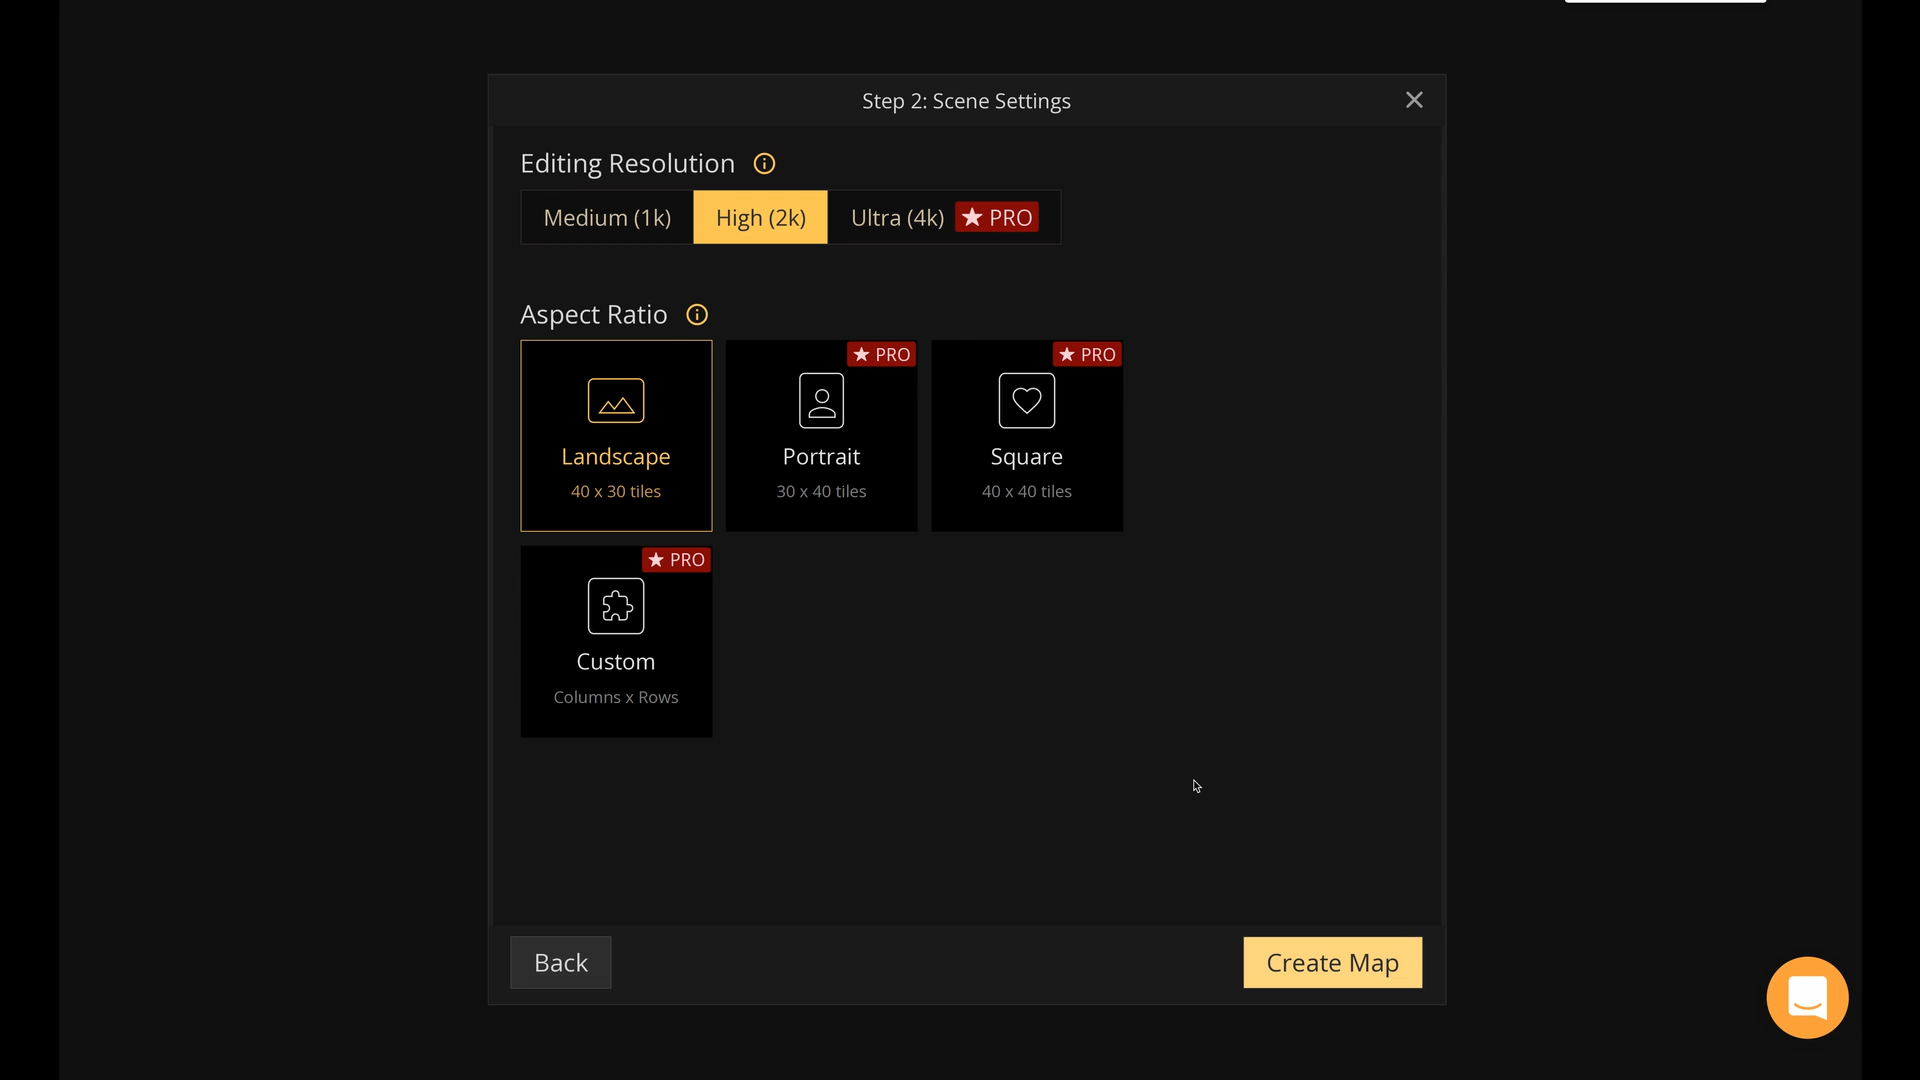 Step 2: Scene Settings
Editing Resolution
Medium (1k) High (2k) Ultra (4k) PRO
Aspect Ratio
PRO PRO
Landscape Portrait Square
40 x 30 tiles 30 x 40 tiles 40 x 40 tiles
PRO
Custom
Columns x Rows
Back Create Map